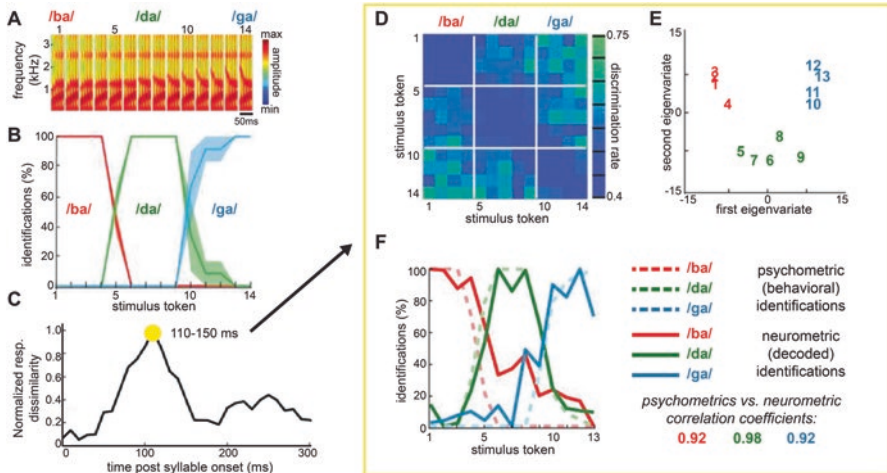 A
/ba/ /da/ /ga/
1 5 10 14
frequency
(kHz)
3
2
1
max
amplitude
min
50ms
B
identifications (%)
100
80
60
40
20
0
/ba/ /da/ /ga/
1 5 10 14
stimulus token
C
110-150 ms
Normalized resp.
dissimilarity
1.0
0.8
0.6
0.4
0.2
0
0 100 200 300
time post syllable onset (ms)
D
/ba/ /da/ /ga/
stimulus token
1
5
10
14
1 5 10 14
stimulus token
0.75
discrimination rate
0.4
E
second eigenvariate
15
0
-15
3
1
4
5
7
6
8
9
12
13
11
10
-15 0 15
first eigenvariate
F
identifications (%)
100
80
60
40
20
0
1 5 10 13
stimulus token
/ba/ psychometric
/da/ (behavioral)
/ga/ identifications
/ba/ neurometric
/da/ (decoded)
/ga/ identifications
psychometrics vs. neurometric
correlation coefficients:
0.92 0.98 0.92